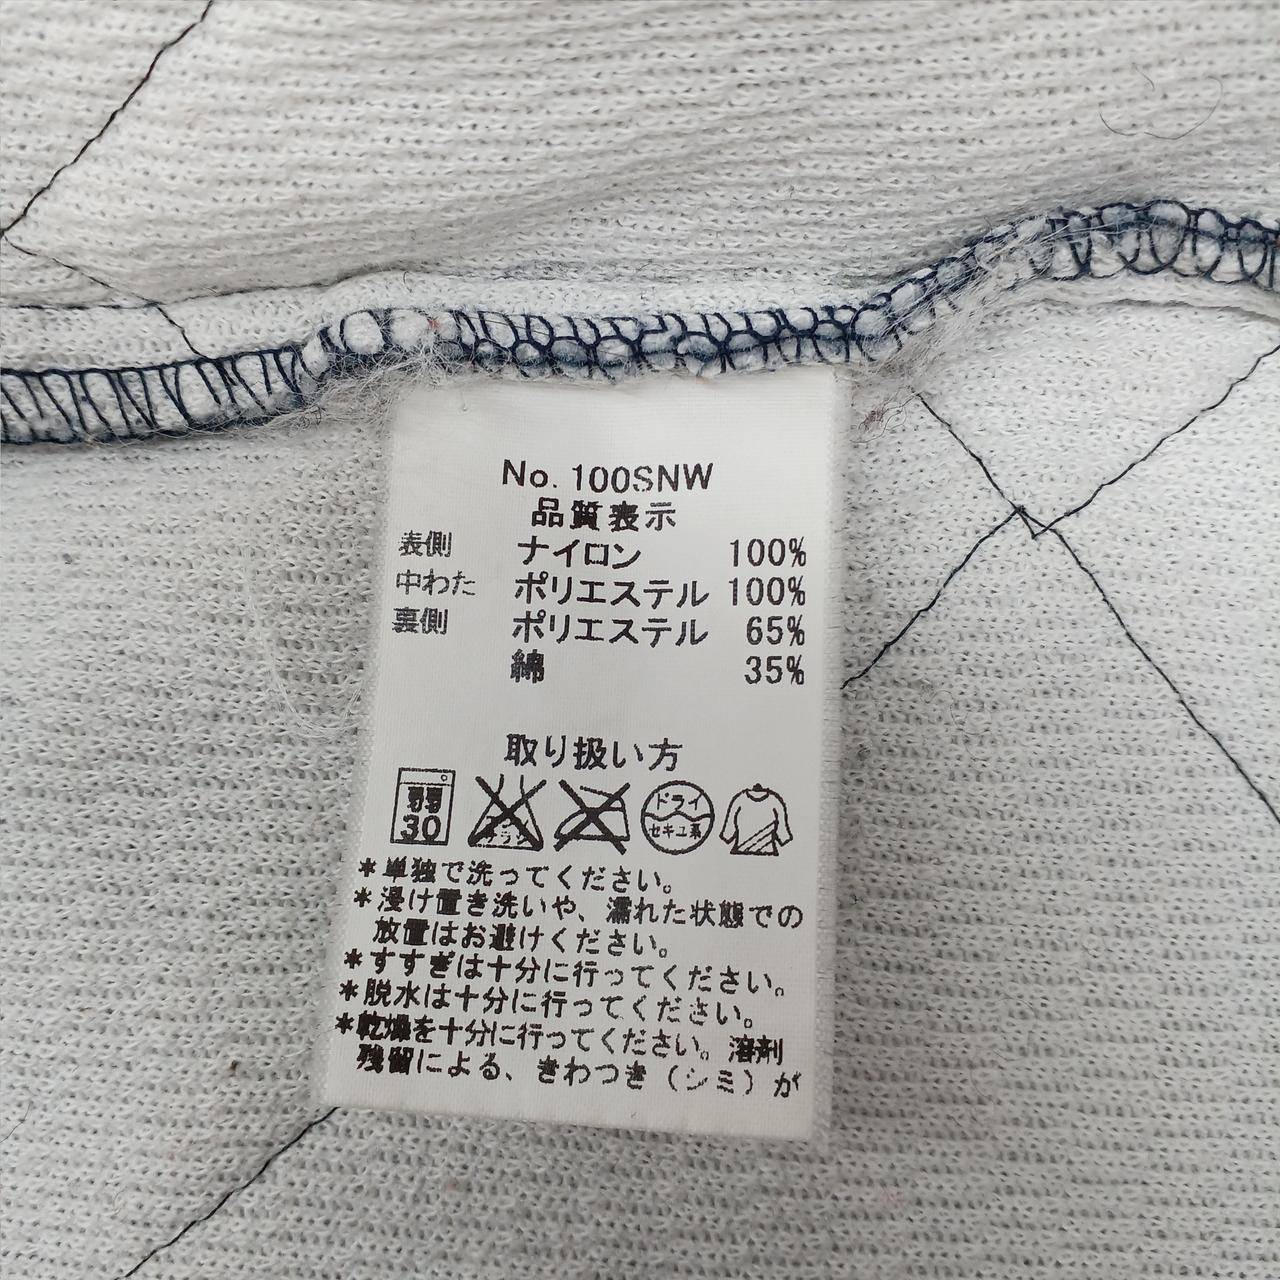 No. 100SNW
品質表示
表側 ナイロン 100%
中わた ポリエステル 100%
裏側 ポリエステル 65%
綿 35%
取り扱い方
弱
30
ドライ
セキユ系
*単独で洗ってください。
*浸け置き洗いや、濡れた状態での
放置はお避けください。
*すすぎは十分に行ってください。
*脱水は十分に行ってください。
*乾燥を十分に行ってください。溶剤
残留による、きわつき（シミ）が